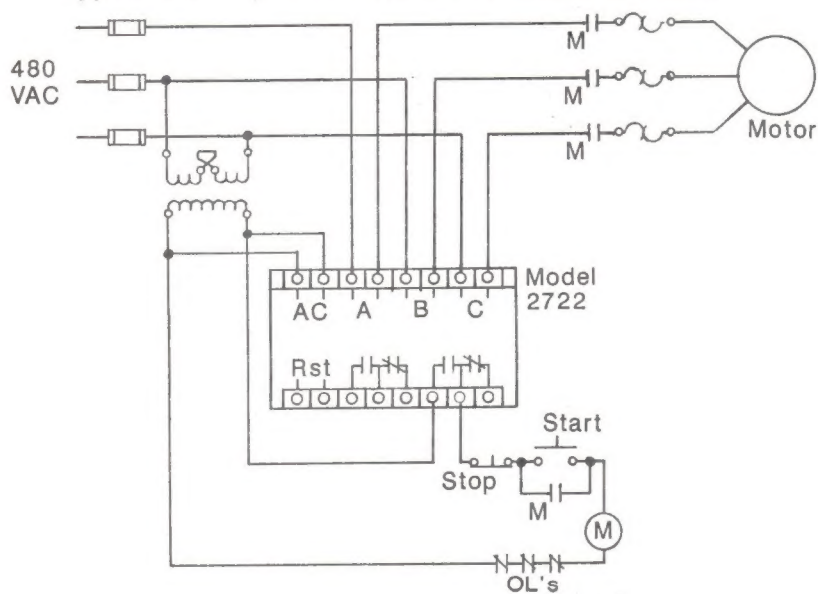 480
VAC
M
M
M
Motor
Model
2722
AC A B C
Rst
Start
Stop
M
M
OL's